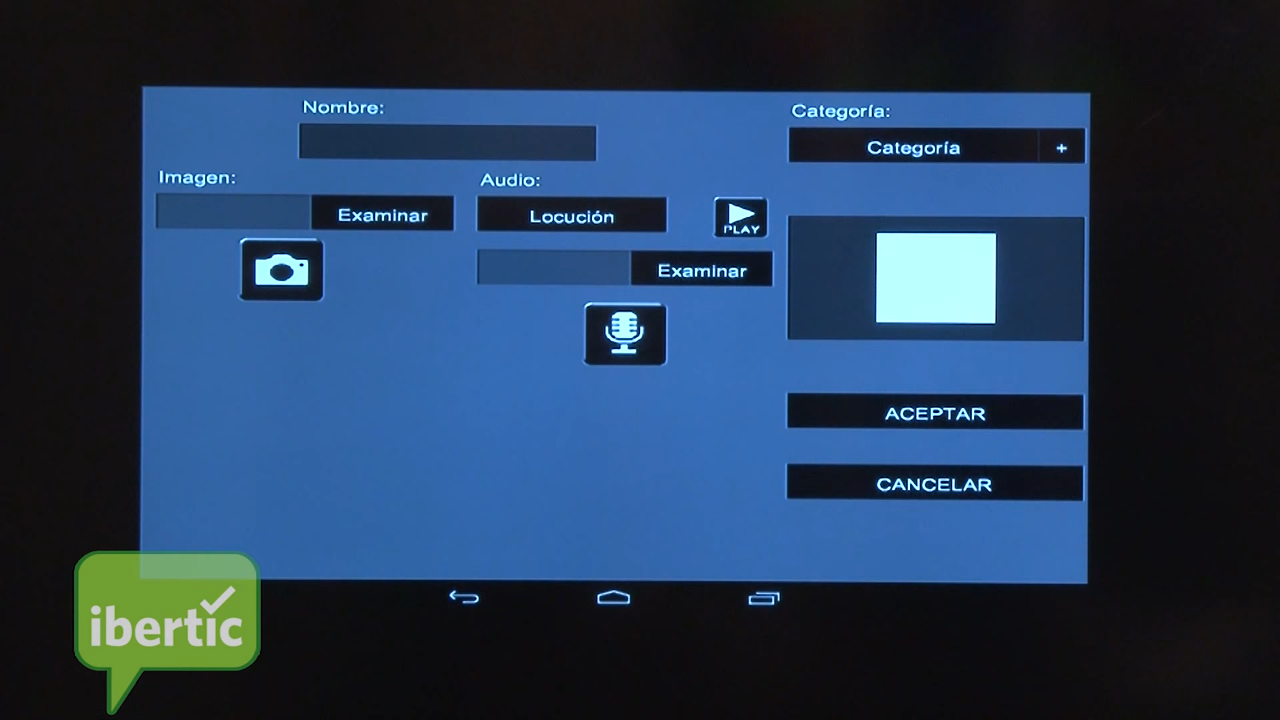 Nombre:
Categoría:
Categoría +
Imagen:
Audio:
Examinar
Locución
PLAY
Examinar
ACEPTAR
CANCELAR
ibertic